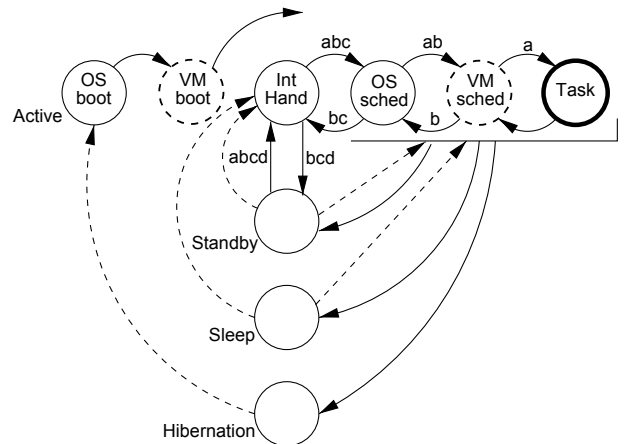 abc
ab
a
OS
boot
VM
boot
Int
Hand
OS
sched
VM
sched
Task
Active
bc
b
abcd
bcd
Standby
Sleep
Hibernation